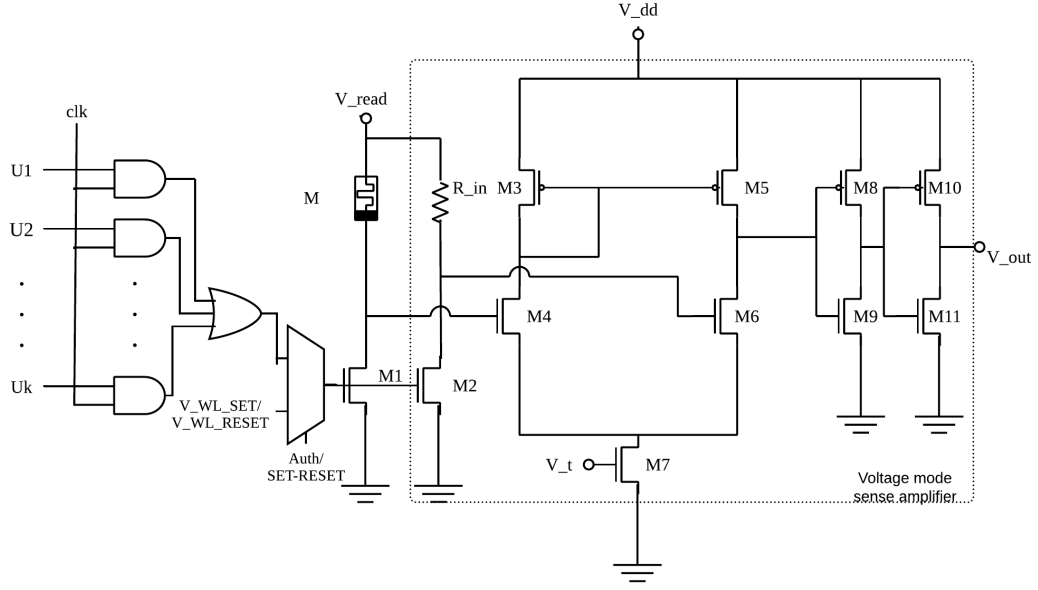 V_dd
clk
V_read
U1
U2
Uk
M
R_in
M3
M5
M8
M10
V_out
M4
M6
M9
M11
M1
M2
V_WL_SET/
V_WL_RESET
Auth/
SET-RESET
V_t
M7
Voltage mode
sense amplifier